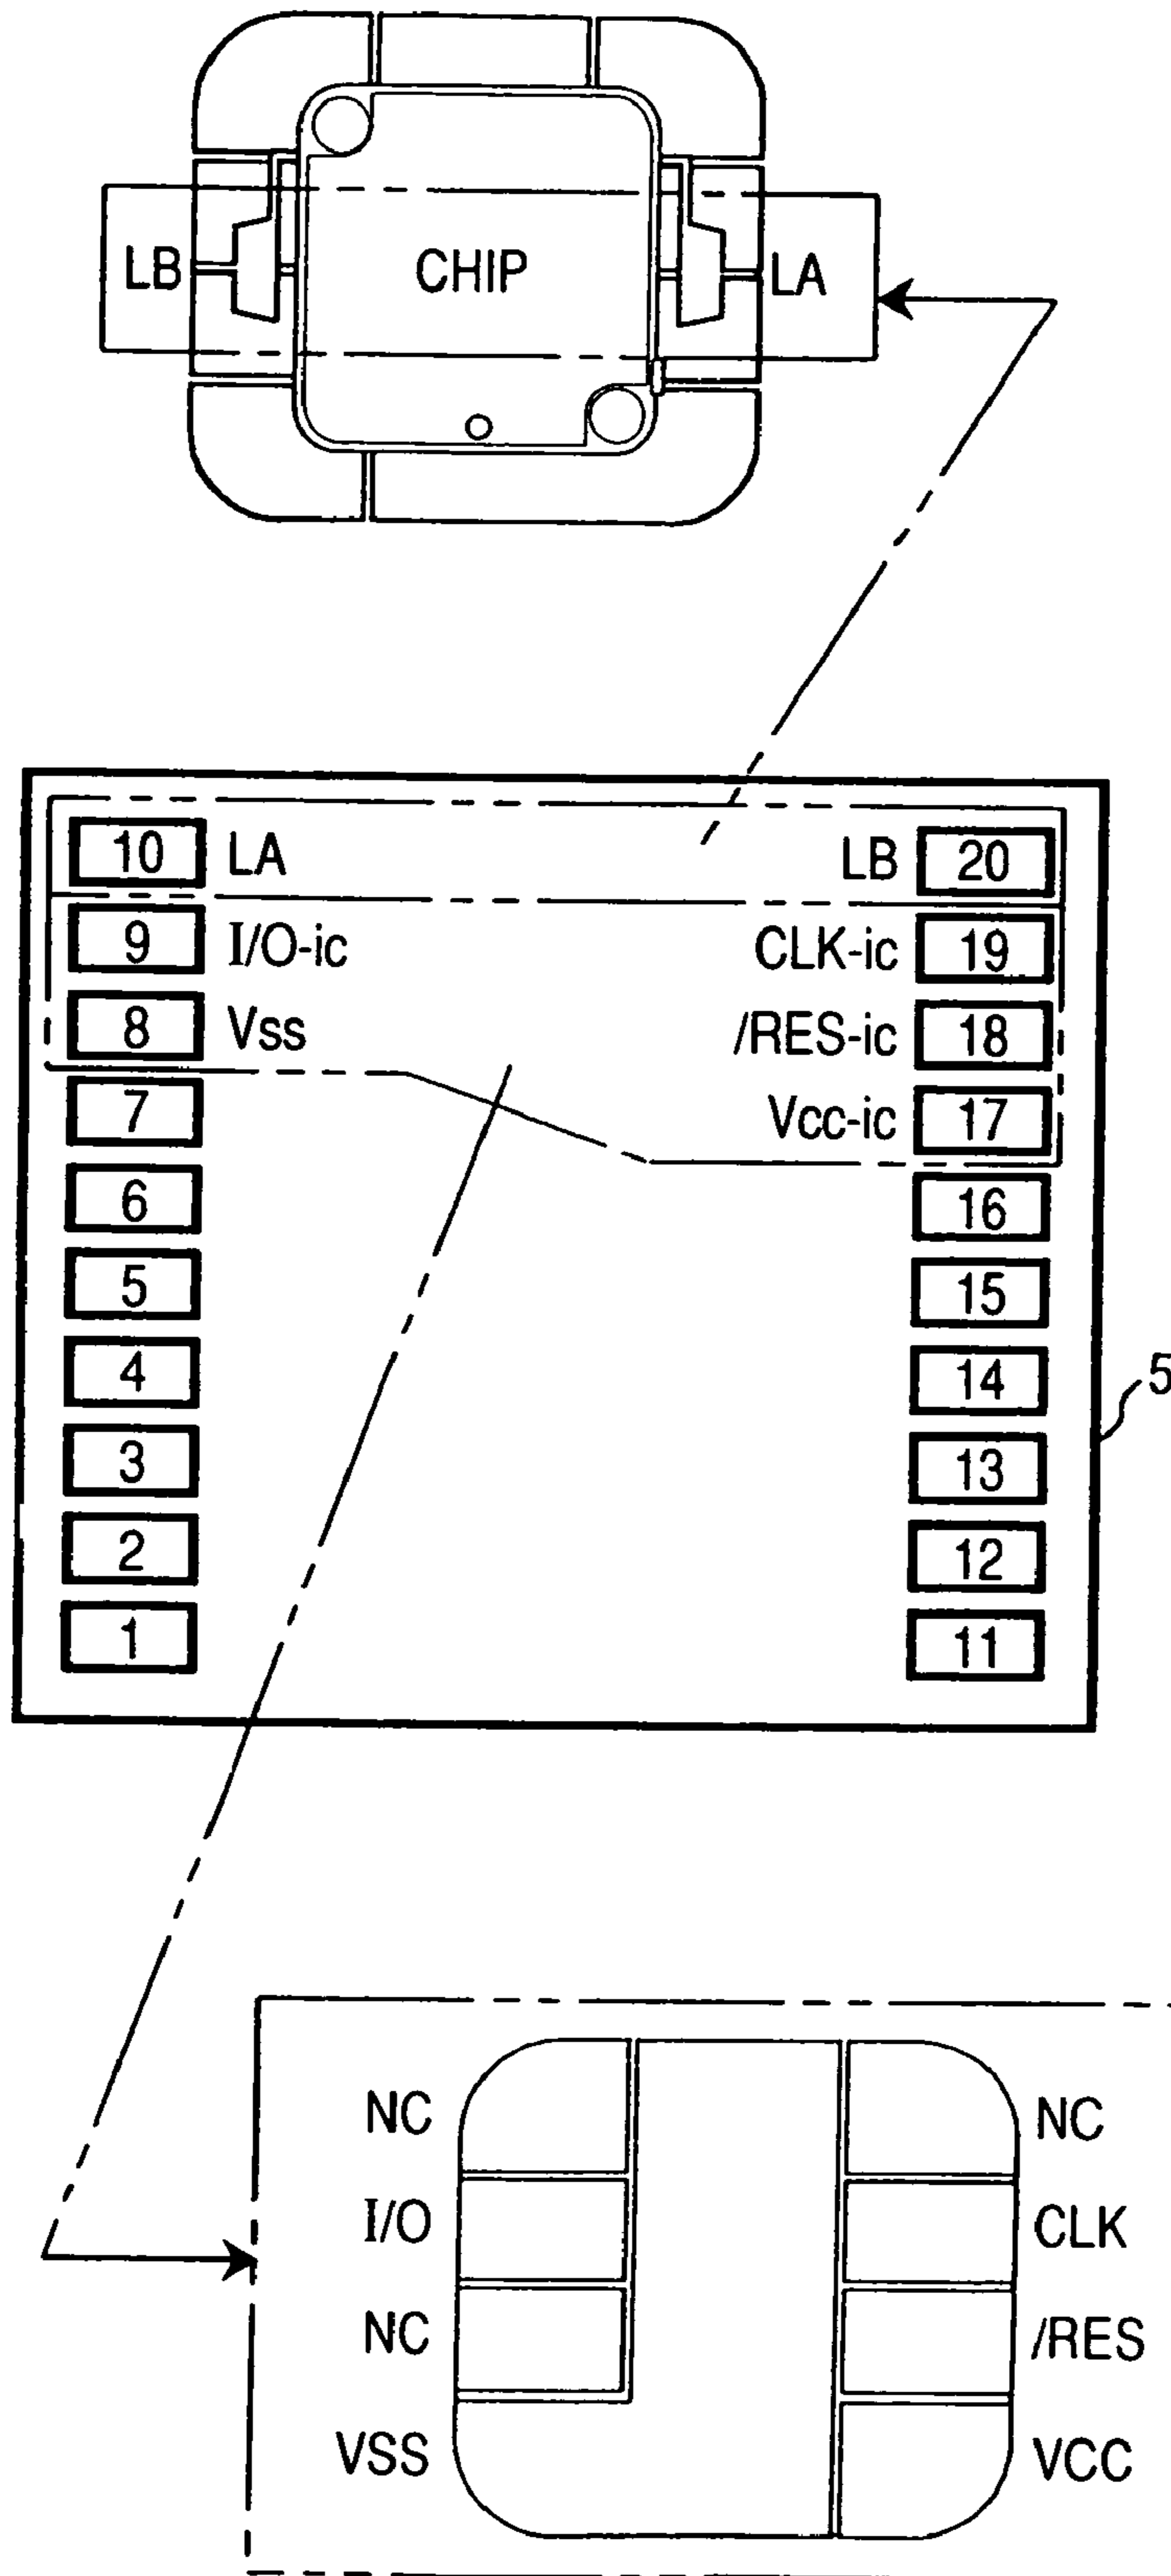 LB CHIP LA
10 LA LB 20
9 I/O-ic CLK-ic 19
8 Vss /RES-ic 18
7 Vcc-ic 17
6 16
5 15
4 14
5
3 13
2 12
1 11
NC NC
I/O CLK
NC /RES
VSS VCC